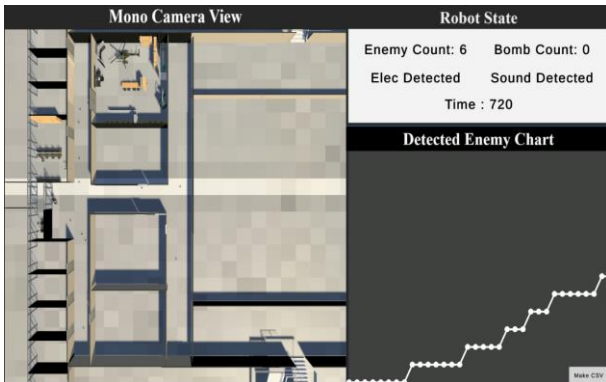 Mono Camera View
Robot State
Enemy Count: 6 Bomb Count: 0
Elec Detected Sound Detected
Time : 720
Detected Enemy Chart
Make CSV